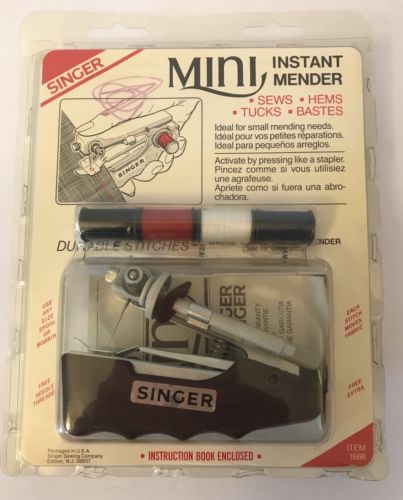 SINGER
MINI INSTANT
MENDER
▪ SEWS ▪ HEMS
▪ TUCKS ▪ BASTES
Ideal for small mending needs.
Idéal pour vos petites réparations.
Ideal para pequeños arreglos.
Activate by pressing like a stapler.
Pincez comme si vous utilisiez
une agrafeuse.
Apriete como si fuera una abro-
chadora.
SINGER
STITCHES
USE
ANY
SIZE
SPOOL
OR
BOBBIN
EACH
STITCH
MOVES
FABRIC
FREE
NEEDLE
THREADER
FREE
EXTRA
SINGER
Packaged in U.S.A.
Singer Sewing Company
Edison, N.J. 08837
• INSTRUCTION BOOK ENCLOSED •
ITEM
1668